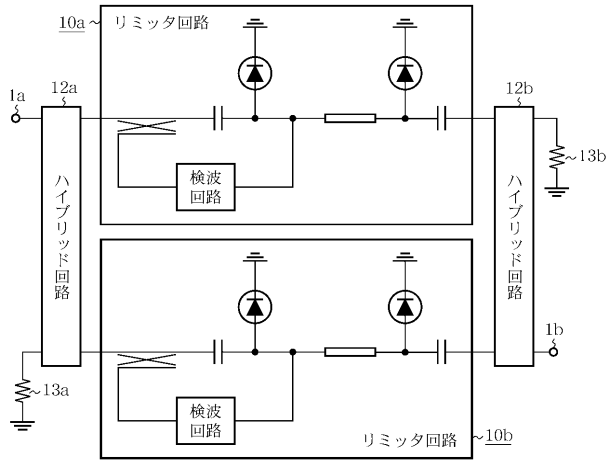 10a リミッタ回路
1a
12a
12b
13b
検波
回路
ハイブリッド回路
ハイブリッド回路
1b
13a
検波
回路
リミッタ回路 10b